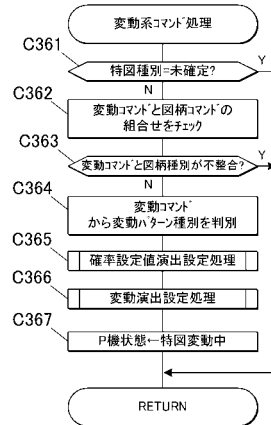 変動系コマンド処理
C361
特図種別=未確定?
Y
N
C362
変動コマンドと図柄コマンドの
組合せをチェック
C363
変動コマンドと図柄種別が不整合?
Y
N
C364
変動コマンド
から変動パターン種別を判別
C365
確率設定値演出設定処理
C366
変動演出設定処理
C367
P機状態←特図変動中
RETURN